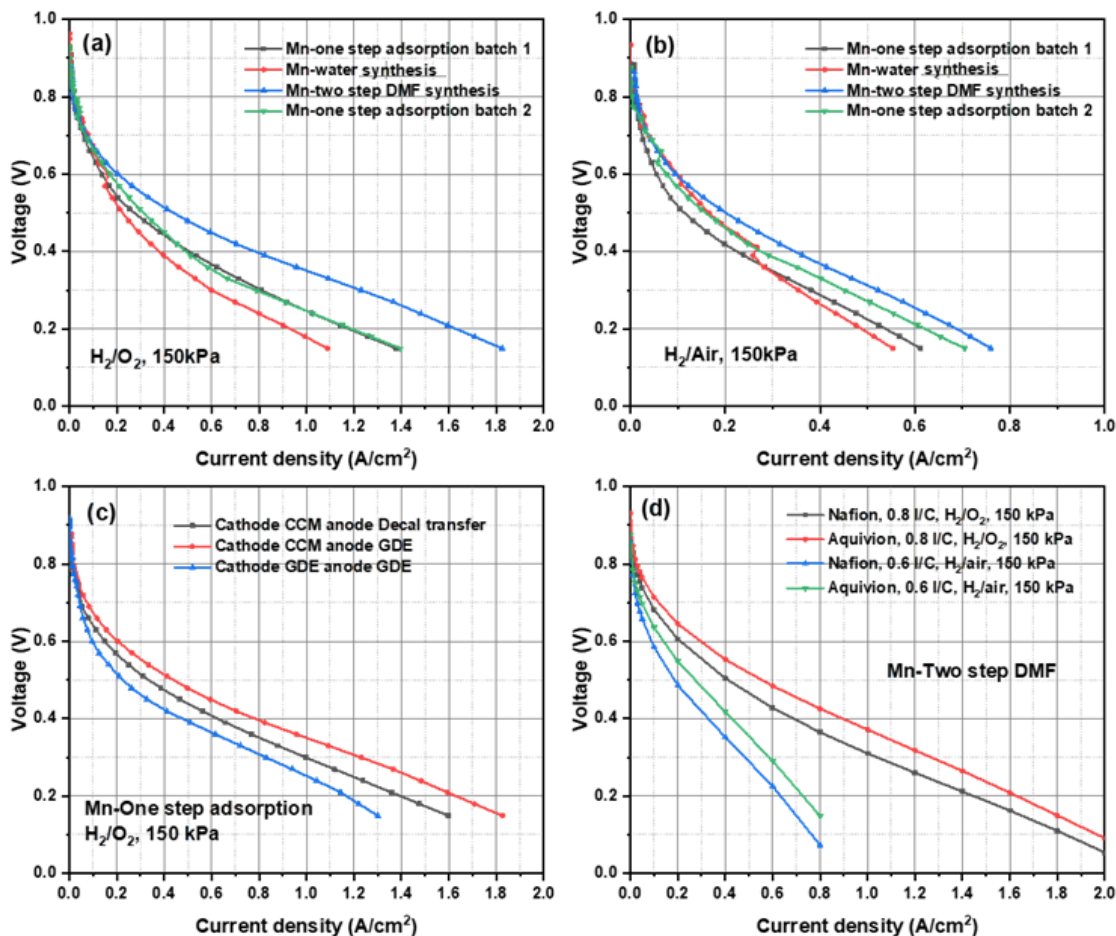 (a)
Mn-one step adsorption batch 1
Mn-water synthesis
Mn-two step DMF synthesis
Mn-one step adsorption batch 2
H₂/O₂, 150kPa
Voltage (V)
1.0
0.8
0.6
0.4
0.2
0.0
0.0 0.2 0.4 0.6 0.8 1.0 1.2 1.4 1.6 1.8 2.0
Current density (A/cm²)
(b)
Mn-one step adsorption batch 1
Mn-water synthesis
Mn-two step DMF synthesis
Mn-one step adsorption batch 2
H₂/Air, 150kPa
Voltage (V)
1.0
0.8
0.6
0.4
0.2
0.0
0.0 0.2 0.4 0.6 0.8 1.0
Current density (A/cm²)
(c)
Cathode CCM anode Decal transfer
Cathode CCM anode GDE
Cathode GDE anode GDE
Mn-One step adsorption
H₂/O₂, 150 kPa
Voltage (V)
1.0
0.8
0.6
0.4
0.2
0.0
0.0 0.2 0.4 0.6 0.8 1.0 1.2 1.4 1.6 1.8 2.0
Current density (A/cm²)
(d)
Nafion, 0.8 I/C, H₂/O₂, 150 kPa
Aquivion, 0.8 I/C, H₂/O₂, 150 kPa
Nafion, 0.6 I/C, H₂/air, 150 kPa
Aquivion, 0.6 I/C, H₂/air, 150 kPa
Mn-Two step DMF
Voltage (V)
1.0
0.8
0.6
0.4
0.2
0.0
0.0 0.2 0.4 0.6 0.8 1.0 1.2 1.4 1.6 1.8 2.0
Current density (A/cm²)